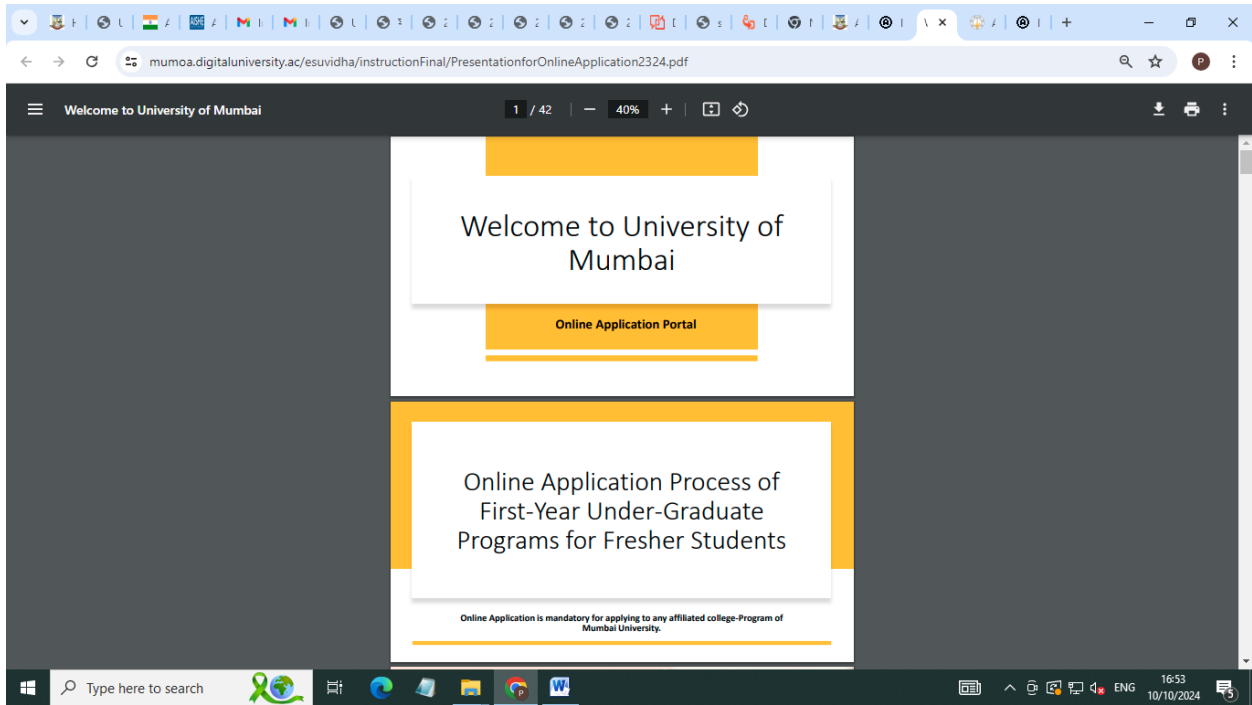 mumoa.digitaluniversity.ac/esuvidha/instructionFinal/PresentationforOnlineApplication2324.pdf
P
Welcome to University of Mumbai
1 / 42
40%
Welcome to University of
Mumbai
Online Application Portal
Online Application Process of
First-Year Under-Graduate
Programs for Fresher Students
Online Application is mandatory for applying to any affiliated college-Program of
Mumbai University.
Type here to search
ENG
16:53
10/10/2024
5